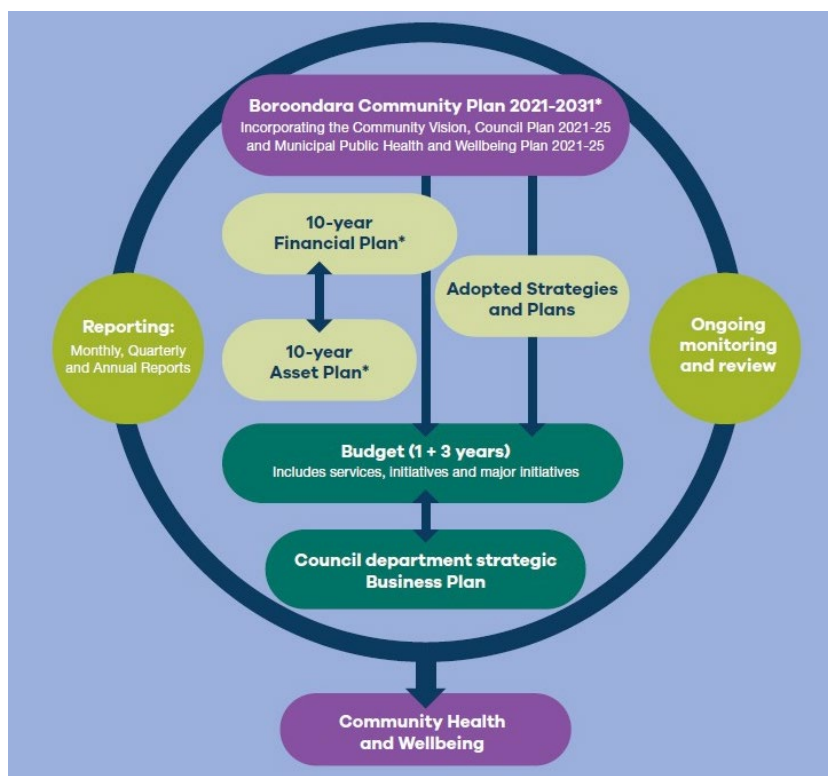 Boroondara Community Plan 2021-2031*
Incorporating the Community Vision, Council Plan 2021-25
and Municipal Public Health and Wellbeing Plan 2021-25
10-year
Financial Plan*
Adopted Strategies
and Plans
Reporting:
Monthly, Quarterly
and Annual Reports
Ongoing
monitoring
and review
10-year
Asset Plan*
Budget (1 + 3 years)
Includes services, initiatives and major initiatives
Council department strategic
Business Plan
Community Health
and Wellbeing